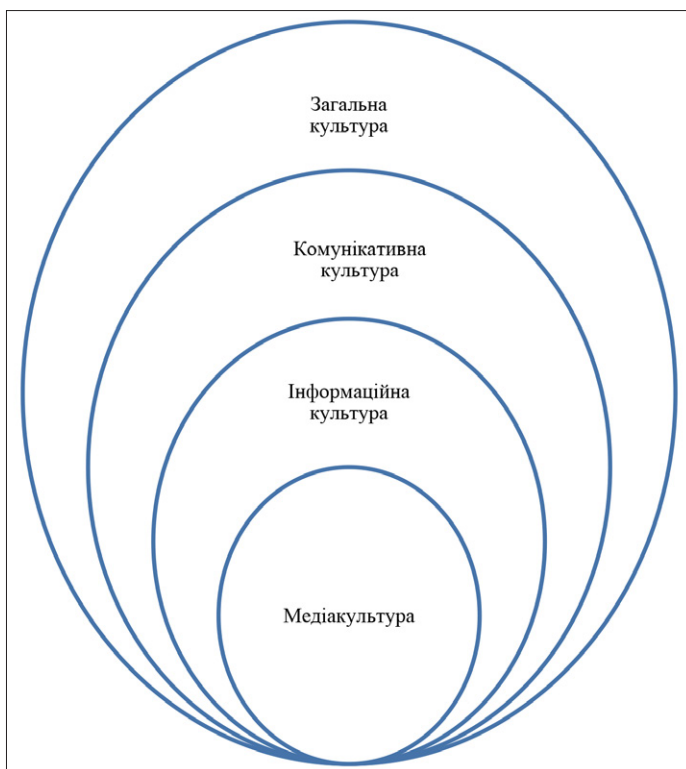 Загальна
культура
Комунікативна
культура
Інформаційна
культура
Медіакультура